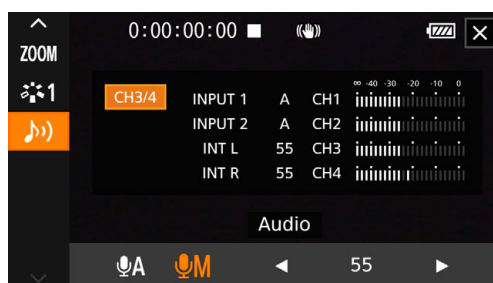 0:00:00:00
ZOOM
1
∞ -40 -30 -20 -10 0
CH3/4 INPUT 1 A CH1
INPUT 2 A CH2
INT L 55 CH3
INT R 55 CH4
Audio
A M 55